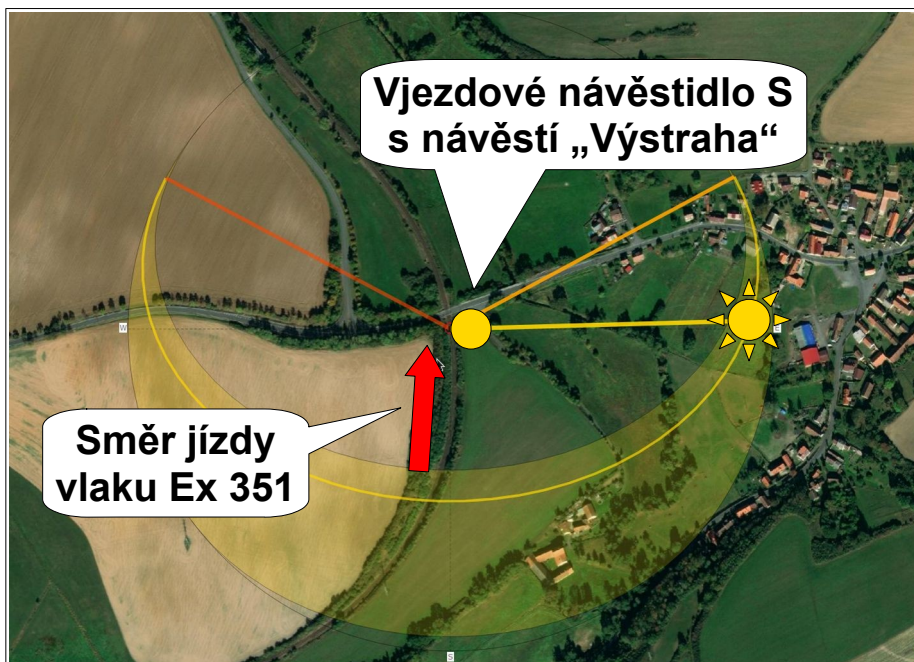 Vjezdové návěstidlo S
s návěstí „Výstraha“
W
E
Směr jízdy
vlaku Ex 351
S